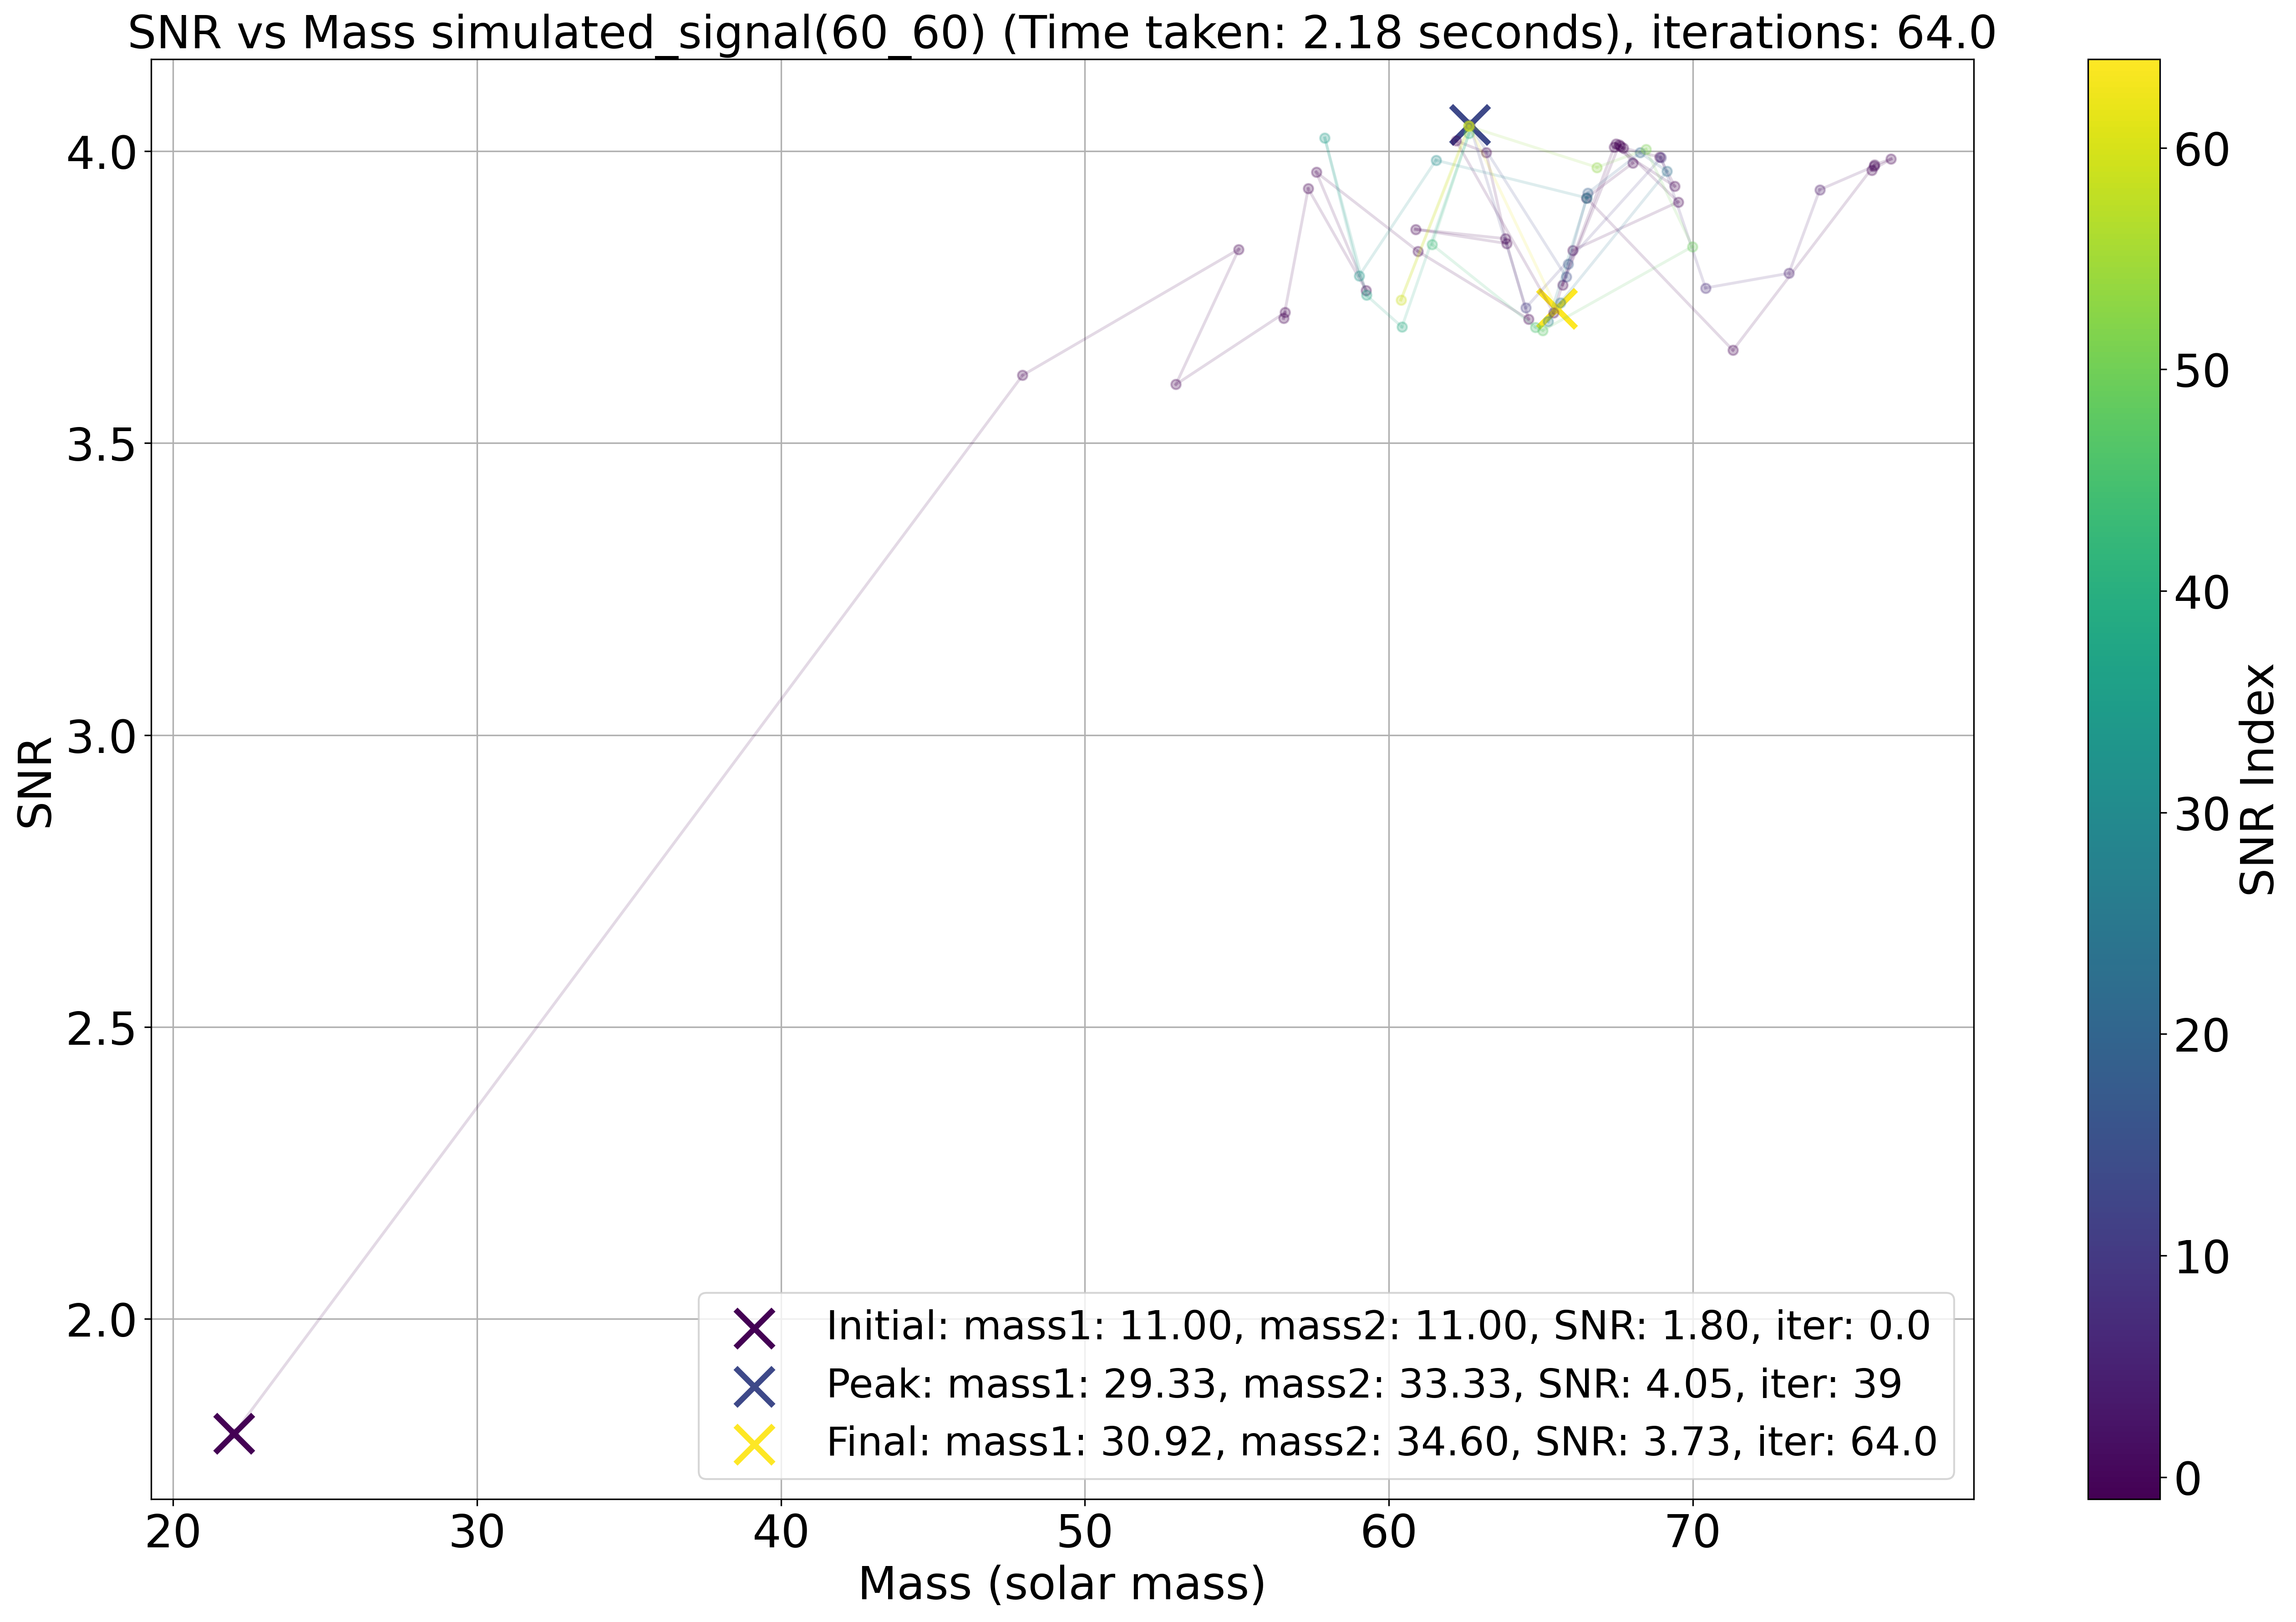 SNR vs Mass simulated_signal(60_60) (Time taken: 2.18 seconds), iterations: 64.0
4.0
3.5
3.0
2.5
2.0
SNR
20
30
40
50
60
70
Mass (solar mass)
Initial: mass1: 11.00, mass2: 11.00, SNR: 1.80, iter: 0.0
Peak: mass1: 29.33, mass2: 33.33, SNR: 4.05, iter: 39
Final: mass1: 30.92, mass2: 34.60, SNR: 3.73, iter: 64.0
60
50
40
30
20
10
0
SNR Index